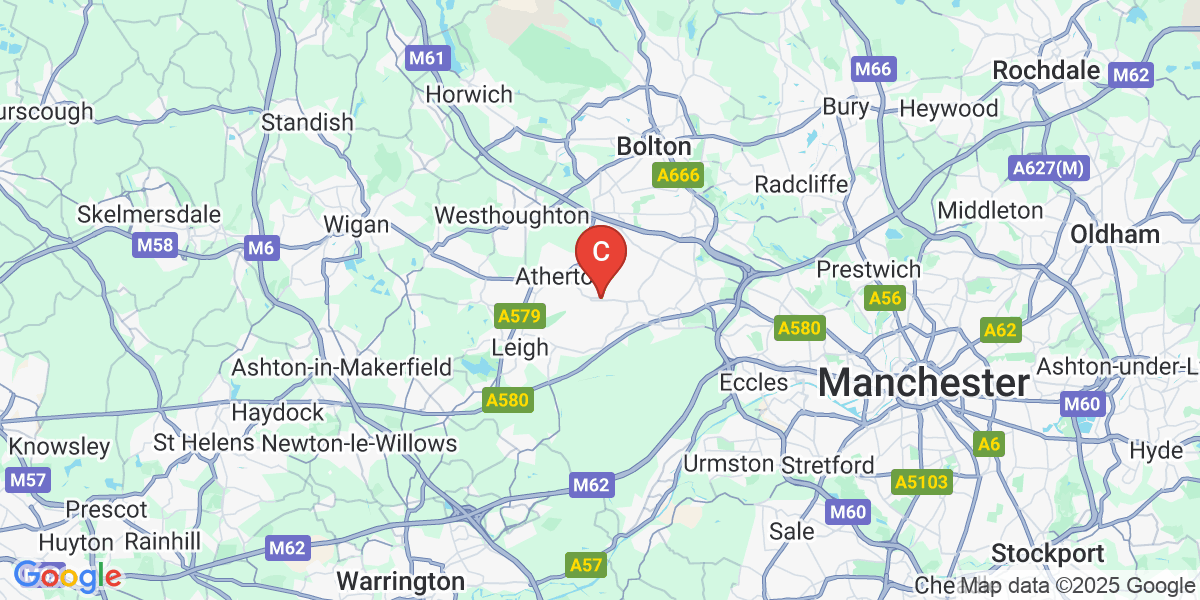 M61
M66
Rochdale
M62
Horwich
Bury
Heywood
urscough
Standish
Bolton
A627(M)
A666
Radcliffe
Skelmersdale
Westhoughton
Middleton
Wigan
Oldham
M58
M6
C
Atherto
Prestwich
A56
A579
A580
A62
Leigh
Ashton-in-Makerfield
Ashton-under-L
Eccles
Manchester
A580
M60
Haydock
Knowsley
St Helens
Newton-le-Willows
A6
Hyde
M57
Urmston
Stretford
M62
A5103
Prescot
M60
Sale
Huyton
Rainhill
M62
Stockport
A57
Google
Warrington
Che
Map data ©2025 Google